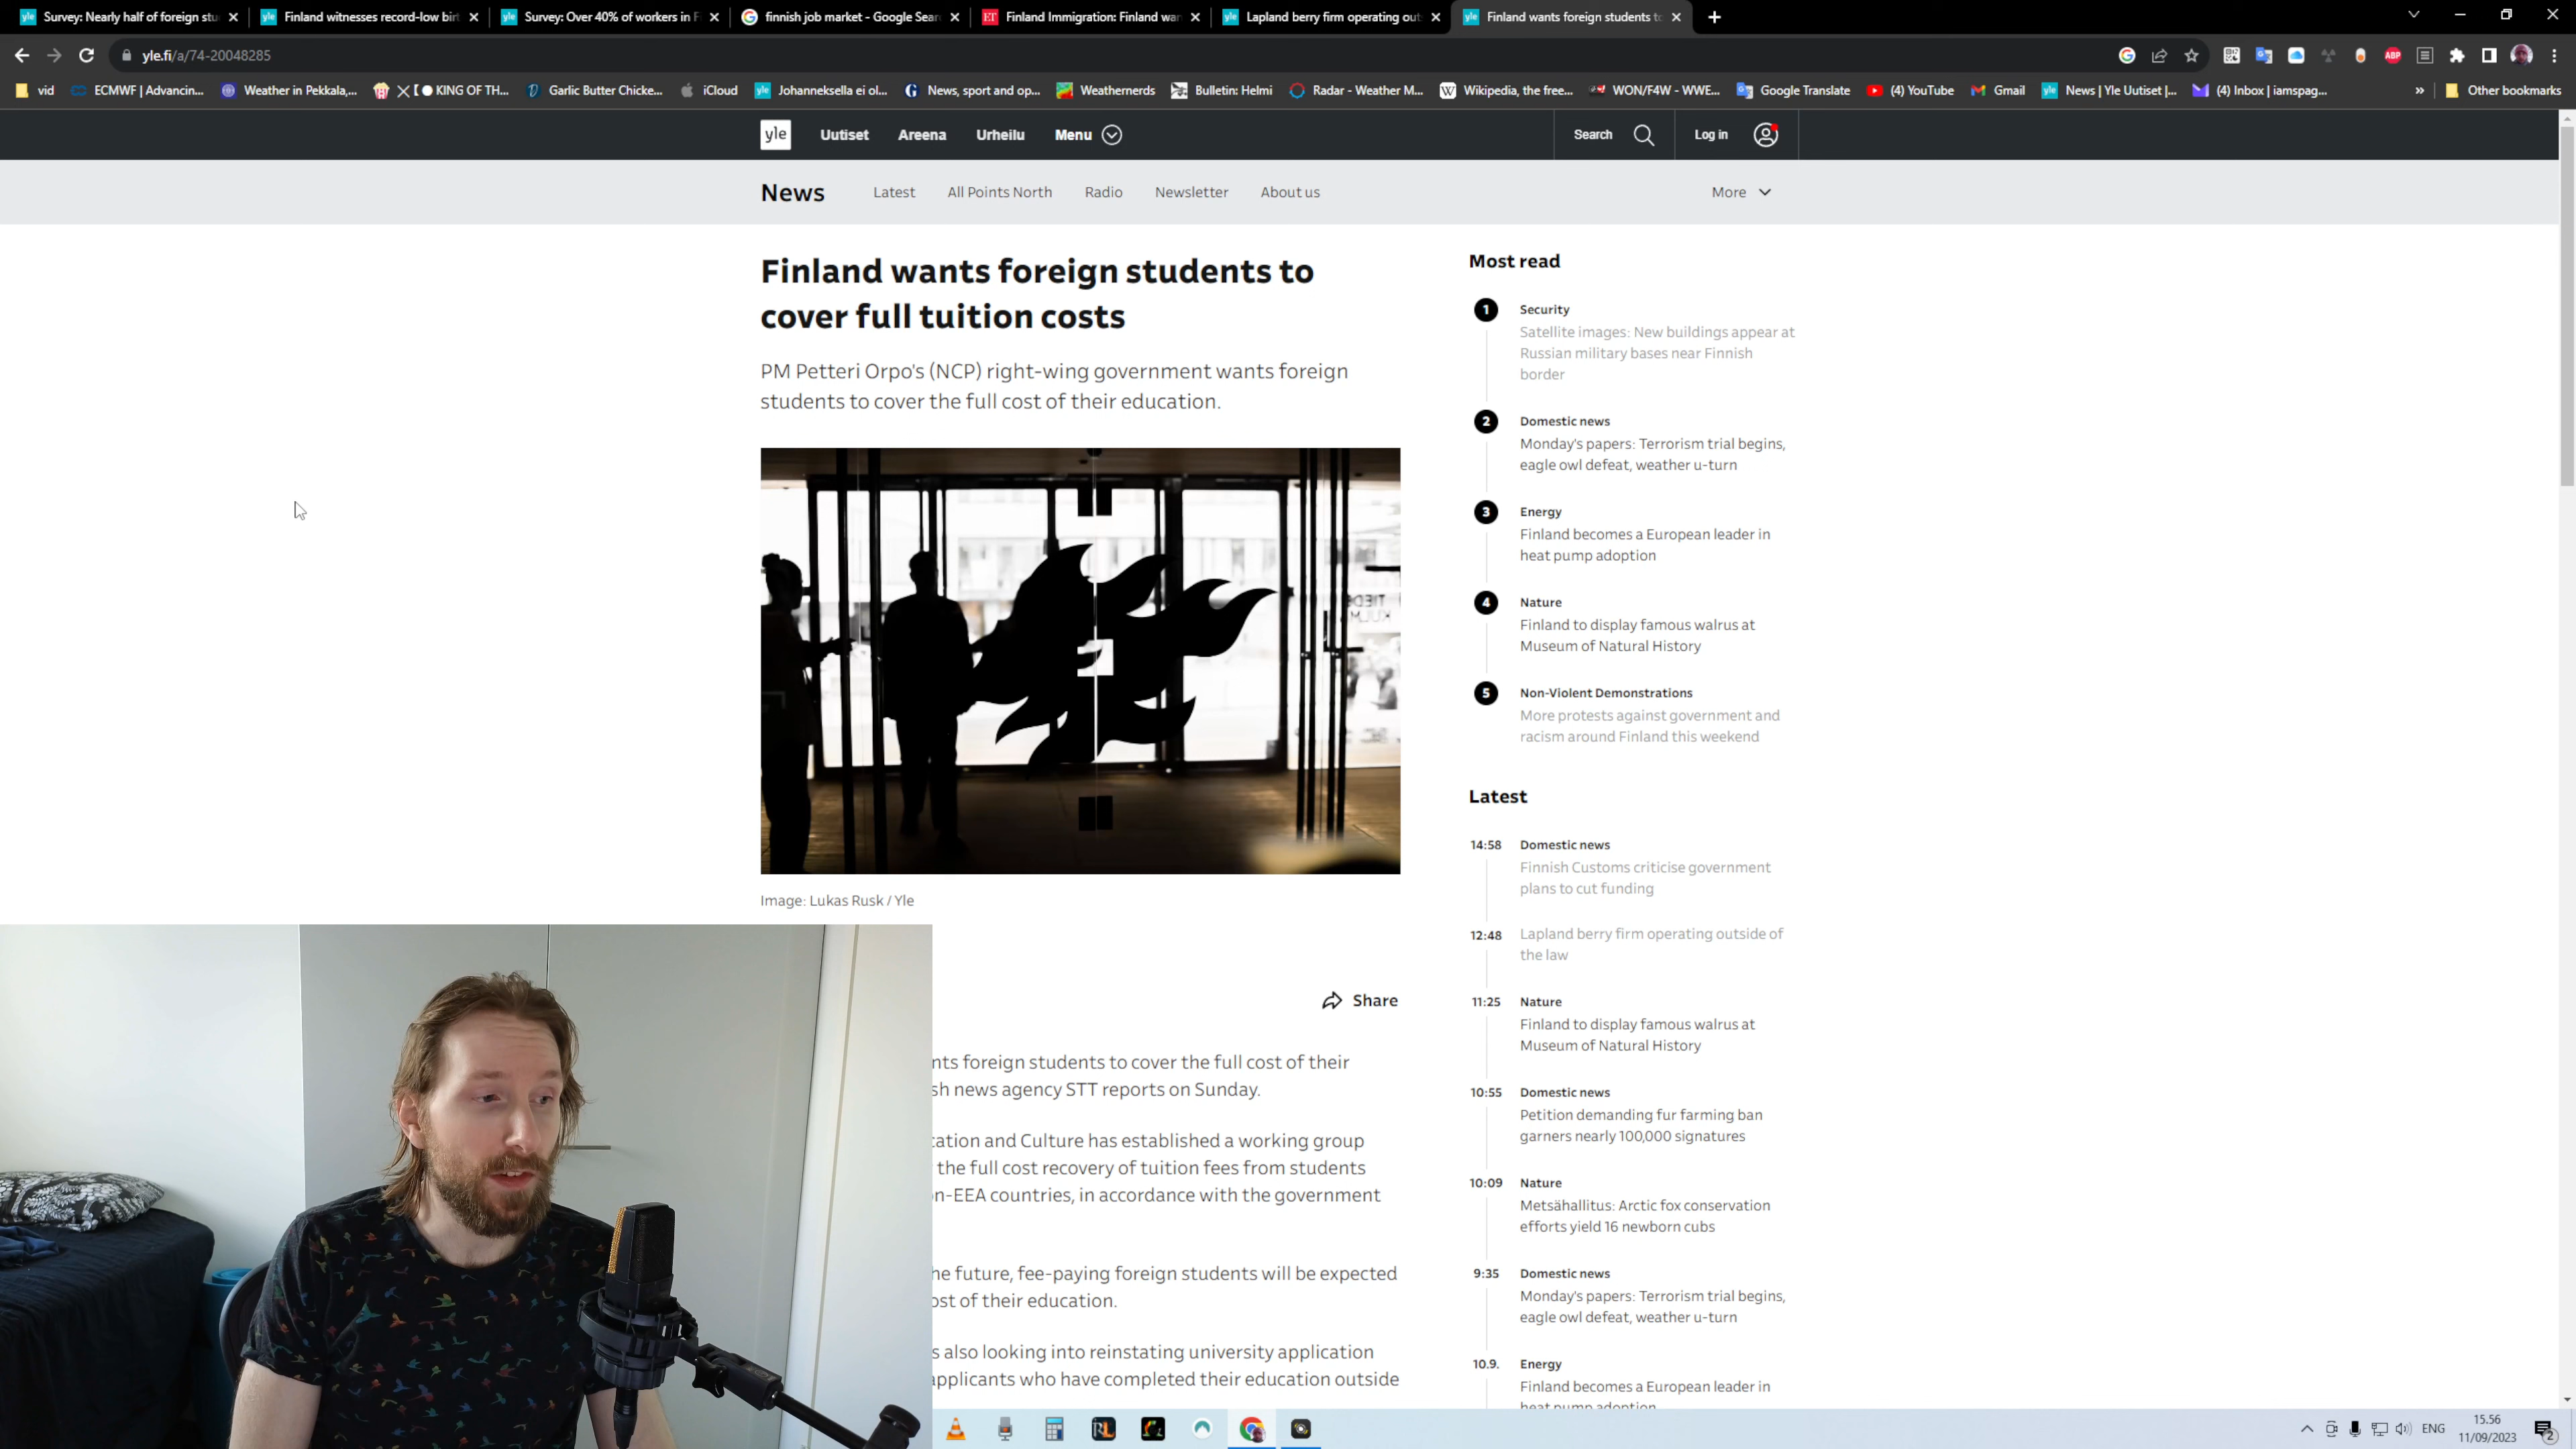 Survey: Nearly half of foreign stu
Finland witnesses record-low birt
Survey: Over 40% of workers in F
finnish job market - Google Sear
Finland Immigration: Finland wan
Lapland berry firm operating out
Finland wants foreign students to
yle.fi/a/74-20048285
vid
ECMWF | Advancin...
Weather in Pekkala,...
KING OF TH...
Garlic Butter Chicke...
iCloud
Johanneksella ei ol...
News, sport and op...
Weathernerds
Bulletin: Helmi
Radar - Weather M...
Wikipedia, the free...
WON/F4W - WWE...
Google Translate
(4) YouTube
Gmail
News | Yle Uutiset |...
(4) Inbox | iamspag...
»
Other bookmarks
yle
Uutiset
Areena
Urheilu
Menu
Search
Log in
News
Latest
All Points North
Radio
Newsletter
About us
More
Finland wants foreign students to
cover full tuition costs
PM Petteri Orpo's (NCP) right-wing government wants foreign
students to cover the full cost of their education.
Image: Lukas Rusk / Yle
Share
nts foreign students to cover the full cost of their
sh news agency STT reports on Sunday.
cation and Culture has established a working group
the full cost recovery of tuition fees from students
on-EEA countries, in accordance with the government
he future, fee-paying foreign students will be expected
ost of their education.
s also looking into reinstating university application
applicants who have completed their education outside
Most read
1
Security
Satellite images: New buildings appear at
Russian military bases near Finnish
border
2
Domestic news
Monday's papers: Terrorism trial begins,
eagle owl defeat, weather u-turn
3
Energy
Finland becomes a European leader in
heat pump adoption
4
Nature
Finland to display famous walrus at
Museum of Natural History
5
Non-Violent Demonstrations
More protests against government and
racism around Finland this weekend
Latest
14:58
Domestic news
Finnish Customs criticise government
plans to cut funding
12:48
Lapland berry firm operating outside of
the law
11:25
Nature
Finland to display famous walrus at
Museum of Natural History
10:55
Domestic news
Petition demanding fur farming ban
garners nearly 100,000 signatures
10:09
Nature
Metsähallitus: Arctic fox conservation
efforts yield 16 newborn cubs
9:35
Domestic news
Monday's papers: Terrorism trial begins,
eagle owl defeat, weather u-turn
10.9.
Energy
Finland becomes a European leader in
heat pump adoption
ENG
15.56
11/09/2023
2